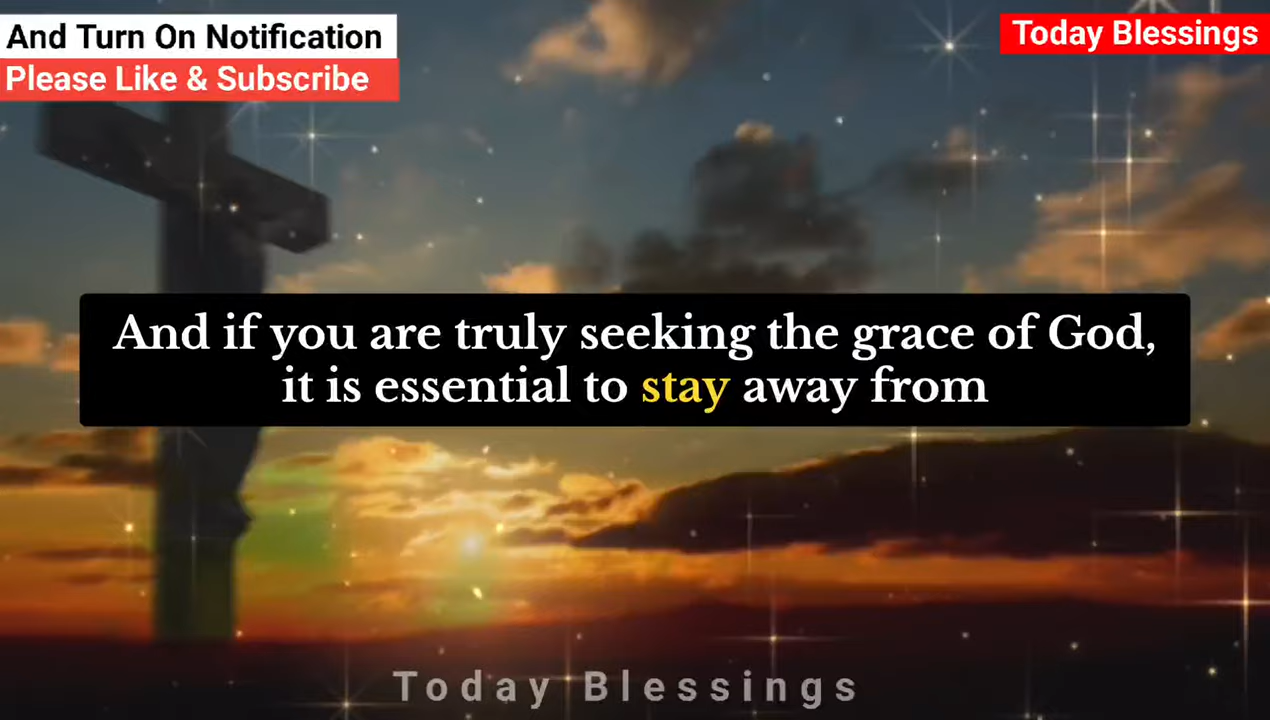 And Turn On Notification
Please Like & Subscribe
Today Blessings
And if you are truly seeking the grace of God,
it is essential to stay away from
Today Blessings